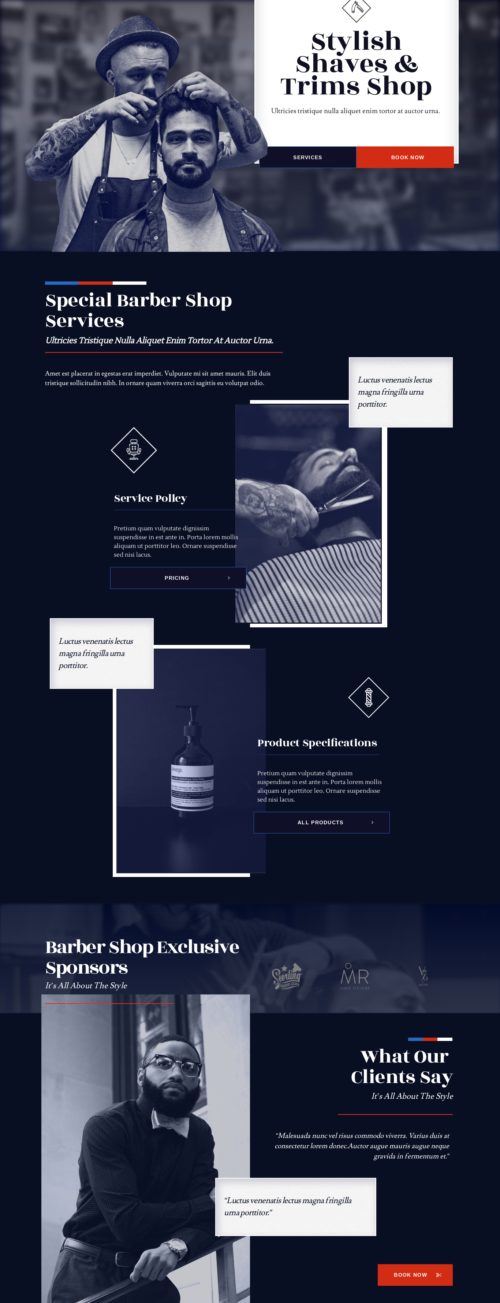 Stylish
Shaves &
Trims Shop
Ultricies tristique nulla aliquet enim tortor at auctor urna.
SERVICES
BOOK NOW
Special Barber Shop
Services
Ultricies Tristique Nulla Aliquet Enim Tortor At Auctor Urna.
Amet est placerat in egestas erat imperdiet. Vulputate mi sit amet mauris. Elit duis
tristique sollicitudin nibh. In ornare quam viverra orci sagittis eu volutpat odio.
Luctus venenatis lectus
magna fringilla urna
porttitor.
Service Policy
Pretium quam vulputate dignissim
suspendisse in est ante in. Porta lorem mollis
aliquam ut porttitor leo. Ornare suspendisse
sed nisi lacus.
PRICING
Luctus venenatis lectus
magna fringilla urna
porttitor.
Product Specifications
Pretium quam vulputate dignissim
suspendisse in est ante in. Porta lorem mollis
aliquam ut porttitor leo. Ornare suspendisse
sed nisi lacus.
ALL PRODUCTS
Barber Shop Exclusive
Sponsors
It's All About The Style
Sterling
MR
What Our
Clients Say
It's All About The Style
"Malesuada nunc vel risus commodo viverra. Varius duis at
consectetur lorem donec.Auctor augue mauris augue neque
gravida in fermentum et."
"Luctus venenatis lectus magna fringilla
urna porttitor."
BOOK NOW